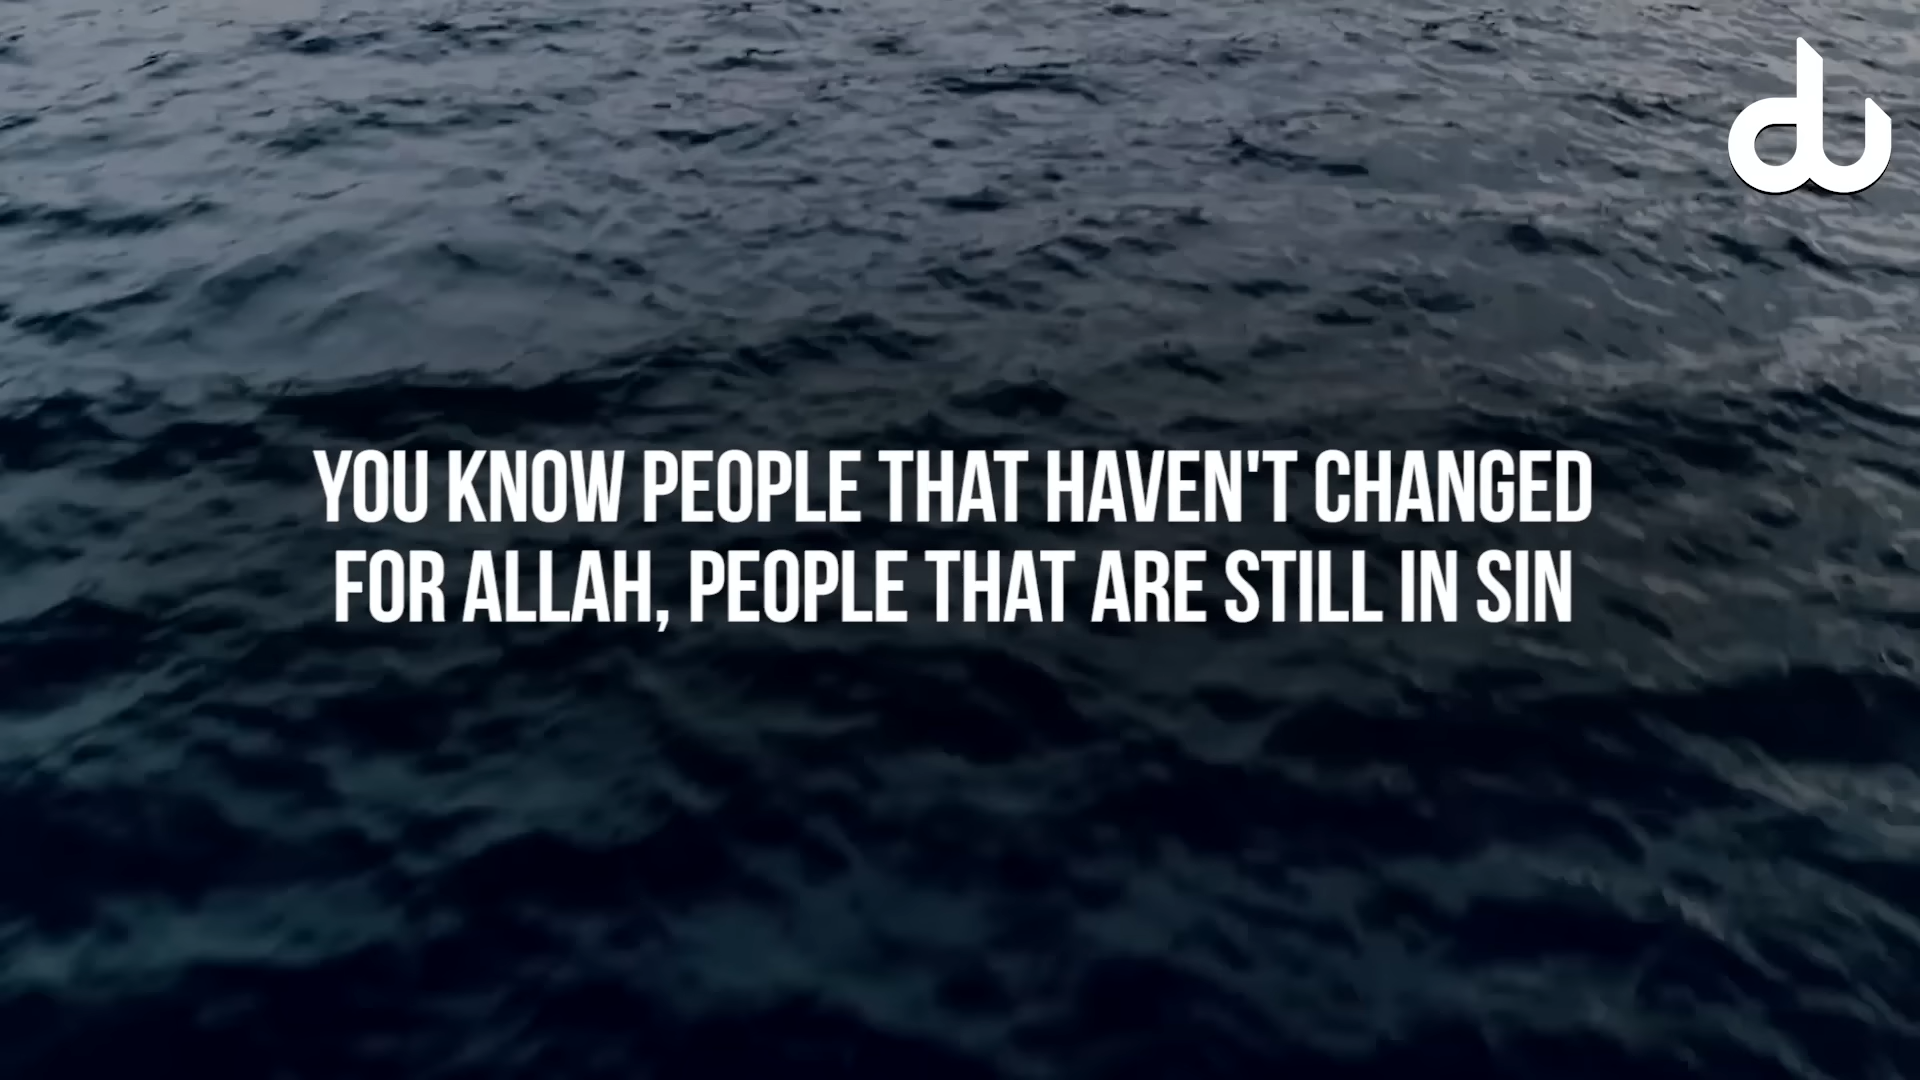 YOU KNOW PEOPLE THAT HAVEN'T CHANGED
FOR ALLAH, PEOPLE THAT ARE STILL IN SIN